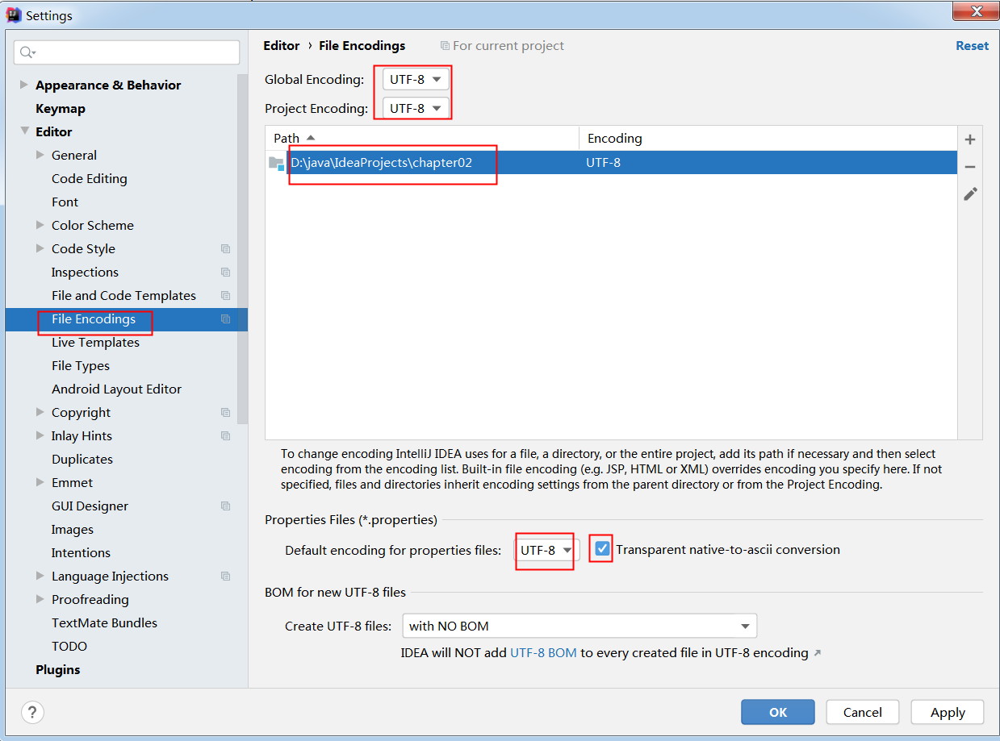 Settings
Appearance & Behavior
Keymap
Editor
General
Code Editing
Font
Color Scheme
Code Style
Inspections
File and Code Templates
File Encodings
Live Templates
File Types
Android Layout Editor
Copyright
Inlay Hints
Duplicates
Emmet
GUI Designer
Images
Intentions
Language Injections
Proofreading
TextMate Bundles
TODO
Plugins
Editor › File Encodings For current project Reset
Global Encoding: UTF-8
Project Encoding: UTF-8
Path Encoding
D:\java\IdeaProjects\chapter02 UTF-8
To change encoding IntelliJ IDEA uses for a file, a directory, or the entire project, add its path if necessary and then select
encoding from the encoding list. Built-in file encoding (e.g. JSP, HTML or XML) overrides encoding you specify here. If not
specified, files and directories inherit encoding settings from the parent directory or from the Project Encoding.
Properties Files (*.properties)
Default encoding for properties files: UTF-8 Transparent native-to-ascii conversion
BOM for new UTF-8 files
Create UTF-8 files: with NO BOM
IDEA will NOT add UTF-8 BOM to every created file in UTF-8 encoding ↗
? OK Cancel Apply